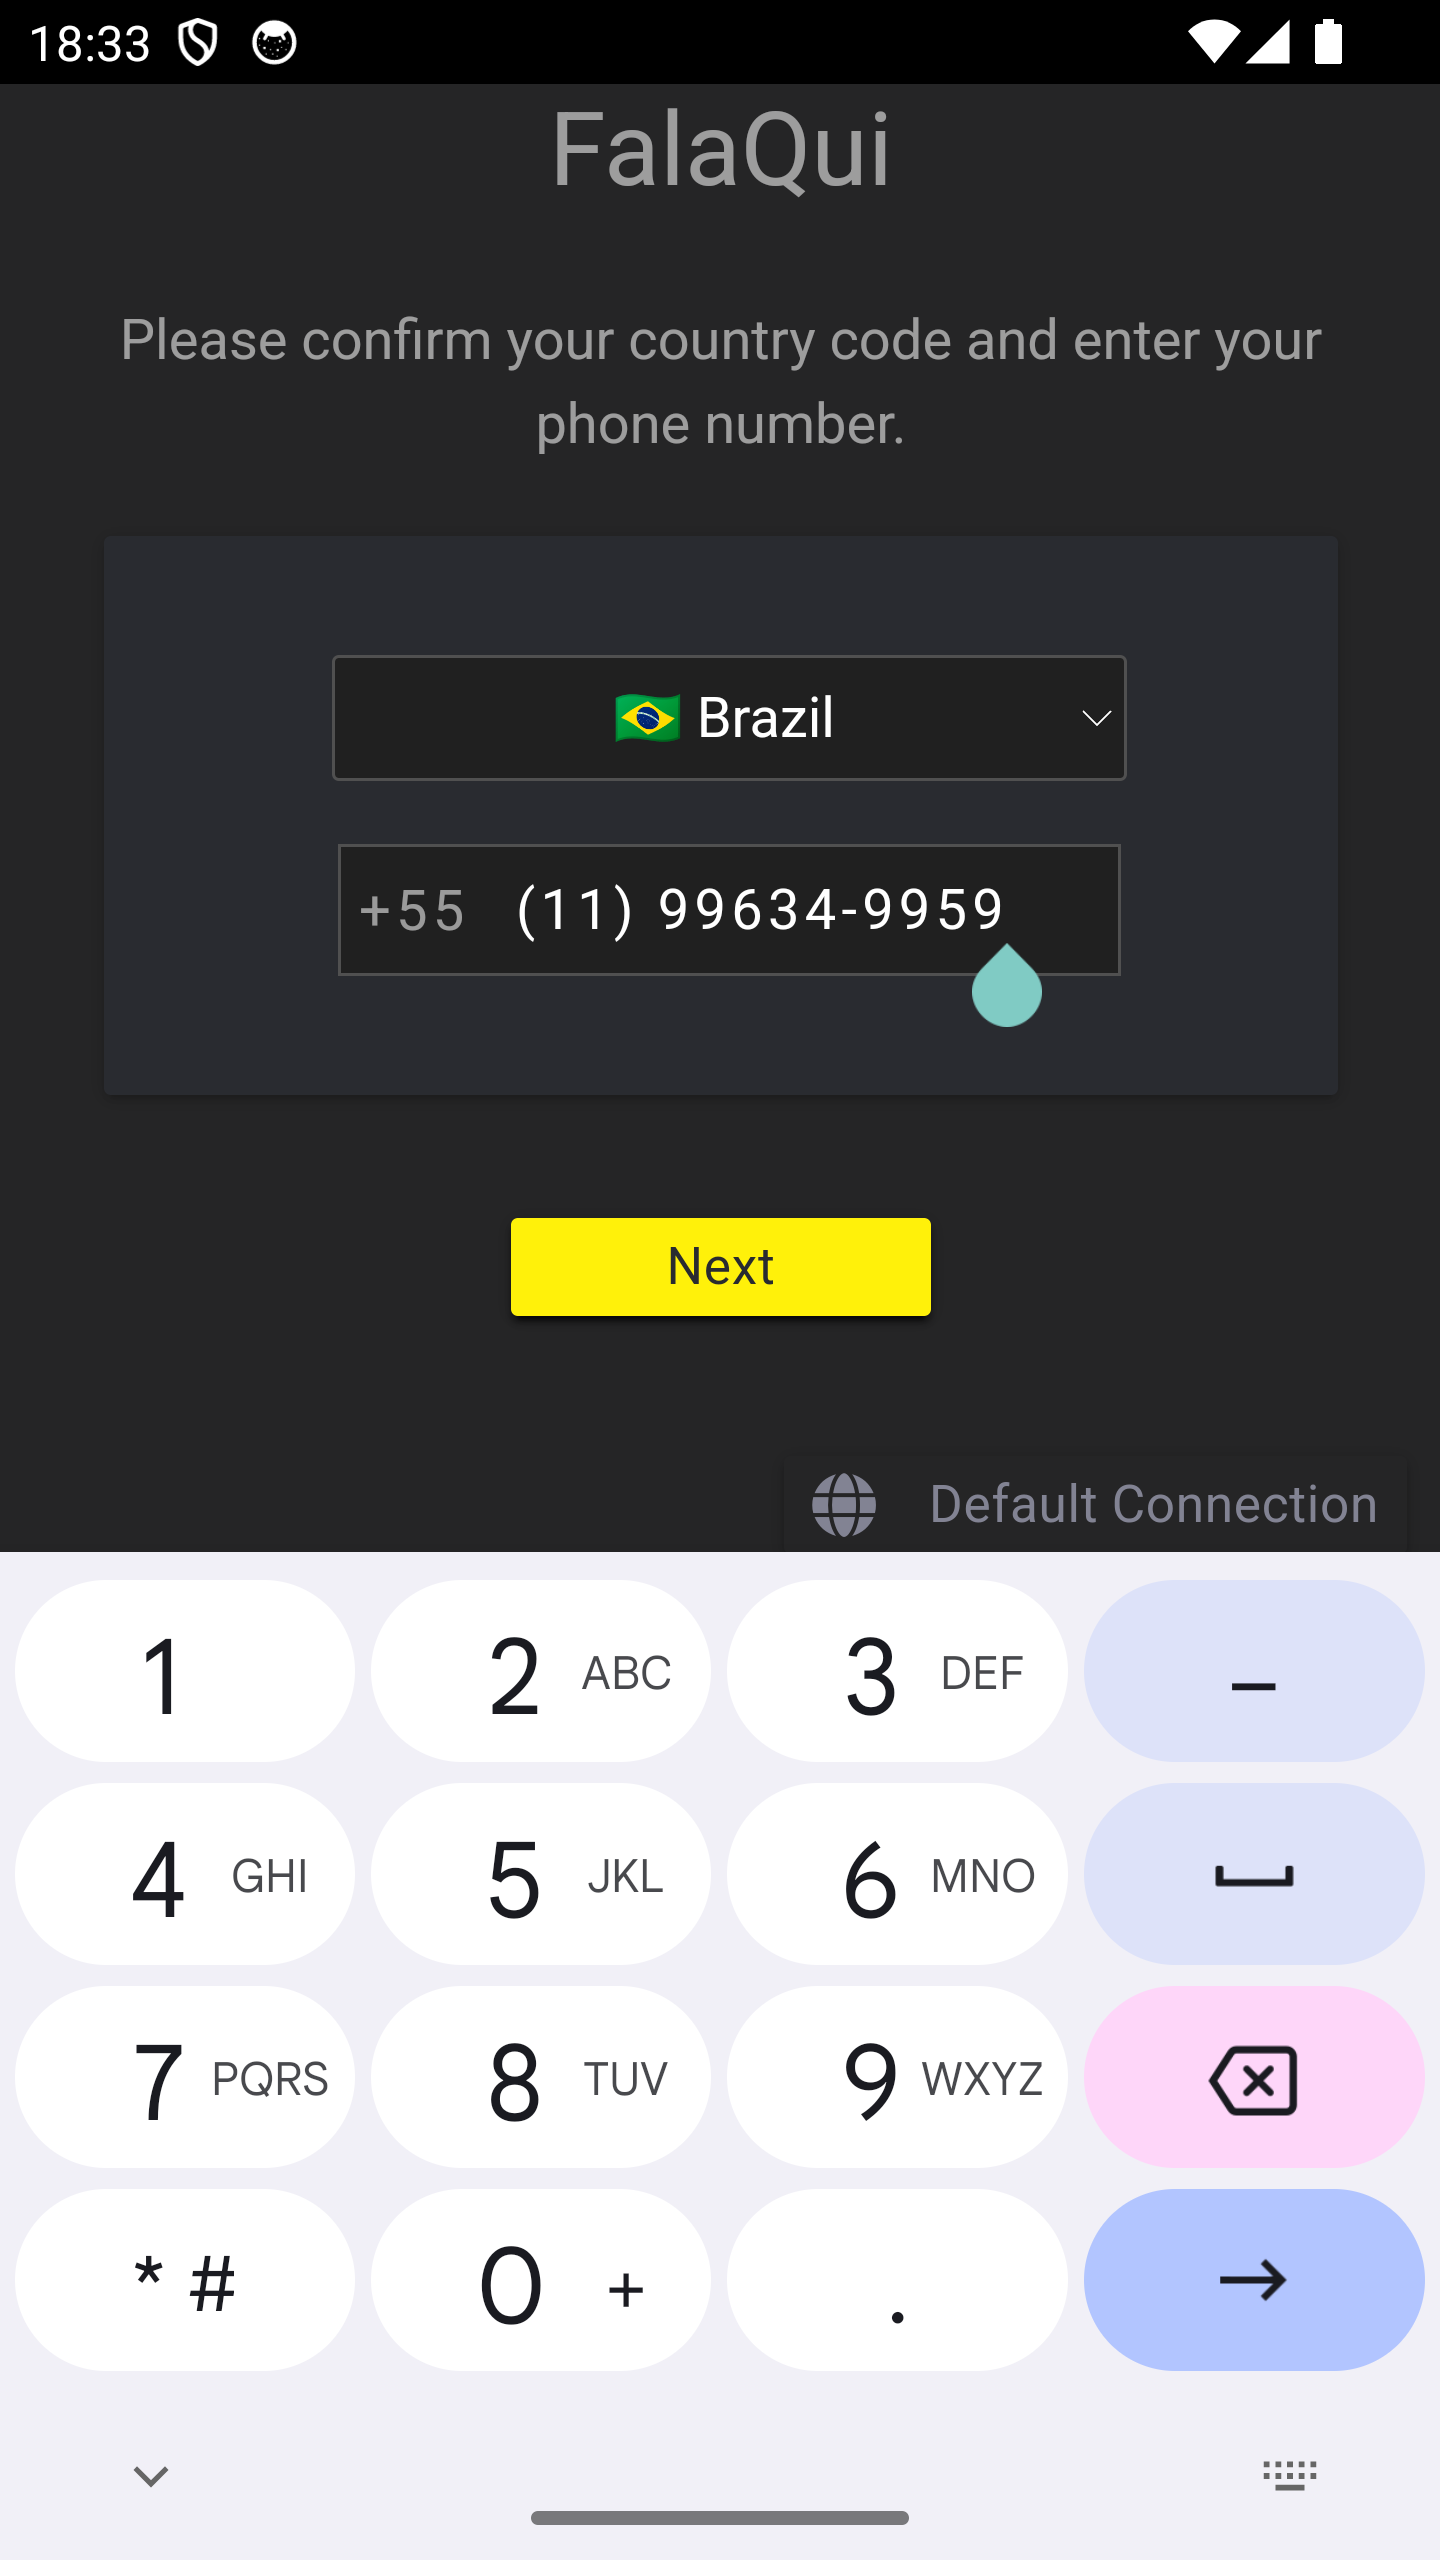 18:33
FalaQui
Please confirm your country code and enter your
phone number.
Brazil
+55 (11) 99634-9959
Next
Default Connection
1
2 ABC
3 DEF
–
4 GHI
5 JKL
6 MNO
7 PQRS
8 TUV
9 WXYZ
* #
0 +
.